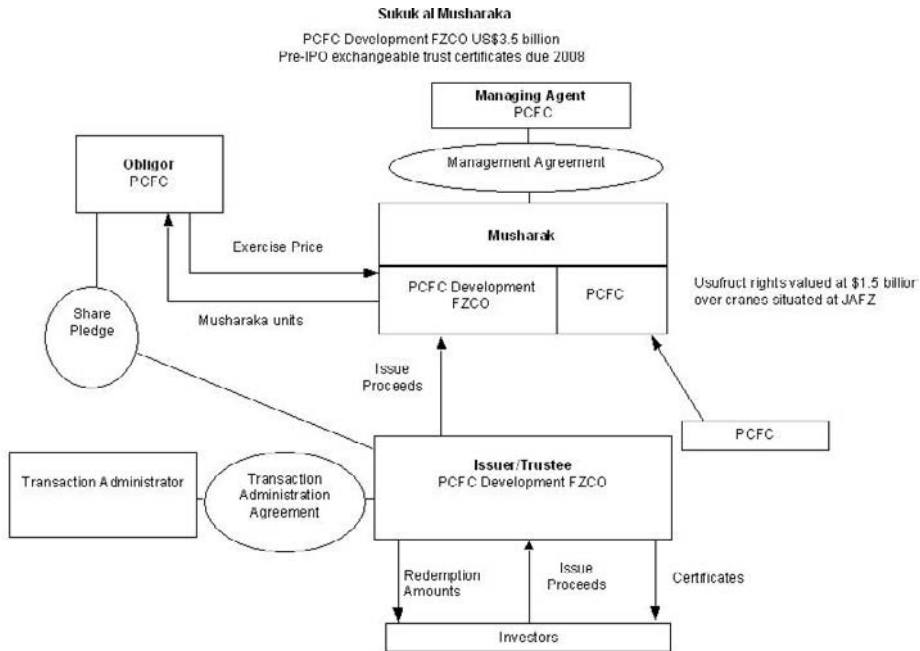 Sukuk al Musharaka
PCFC Development FZCO US$3.5 billion
Pre-IPO exchangeable trust certificates due 2008
Managing Agent
PCFC
Management Agreement
Obligor
PCFC
Musharak
Exercise Price
PCFC Development
FZCO
PCFC
Usufruct rights valued at $1.5 billion
over cranes situated at JAFZ
Musharaka units
Share
Pledge
Issue
Proceeds
PCFC
Issuer/Trustee
PCFC Development FZCO
Transaction Administrator
Transaction
Administration
Agreement
Redemption
Amounts
Issue
Proceeds
Certificates
Investors